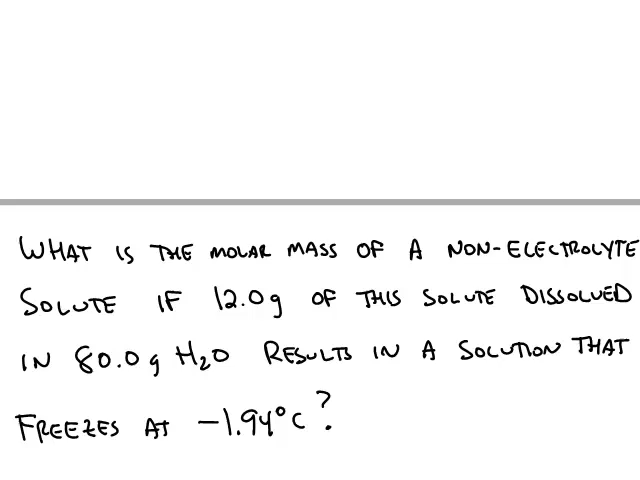 WHAT IS THE MOLAR MASS OF A NON-ELECTROLYTE
SOLUTE IF 12.0g OF THIS SOLUTE DISSOLVED
IN 80.0g H₂O RESULTS IN A SOLUTION THAT
FREEZES AT -1.94°C?